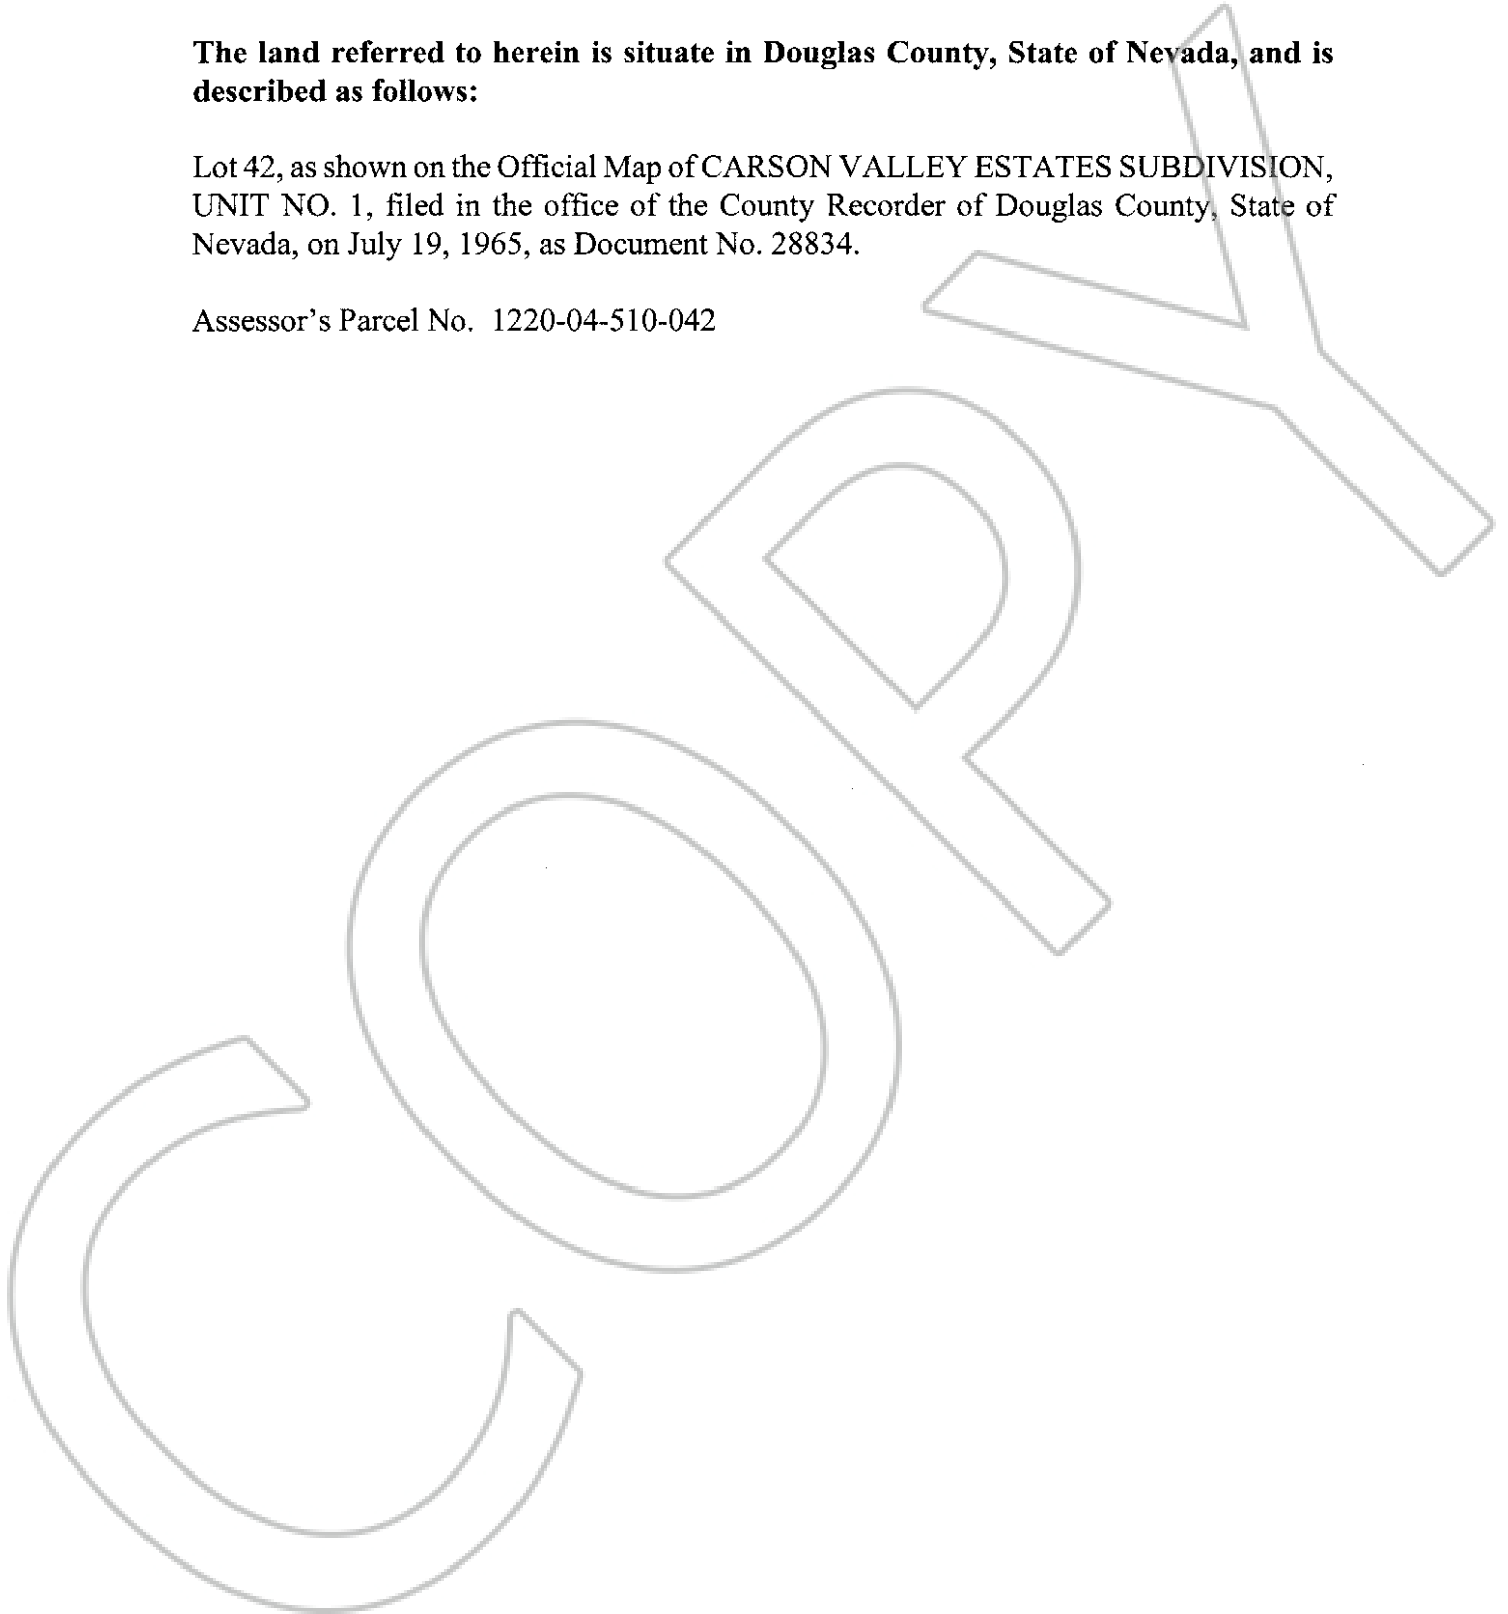 The land referred to herein is situate in Douglas County, State of Nevada, and is
described as follows:
Lot 42, as shown on the Official Map of CARSON VALLEY ESTATES SUBDIVISION,
UNIT NO. 1, filed in the office of the County Recorder of Douglas County, State of
Nevada, on July 19, 1965, as Document No. 28834.
Assessor's Parcel No. 1220-04-510-042
COPY